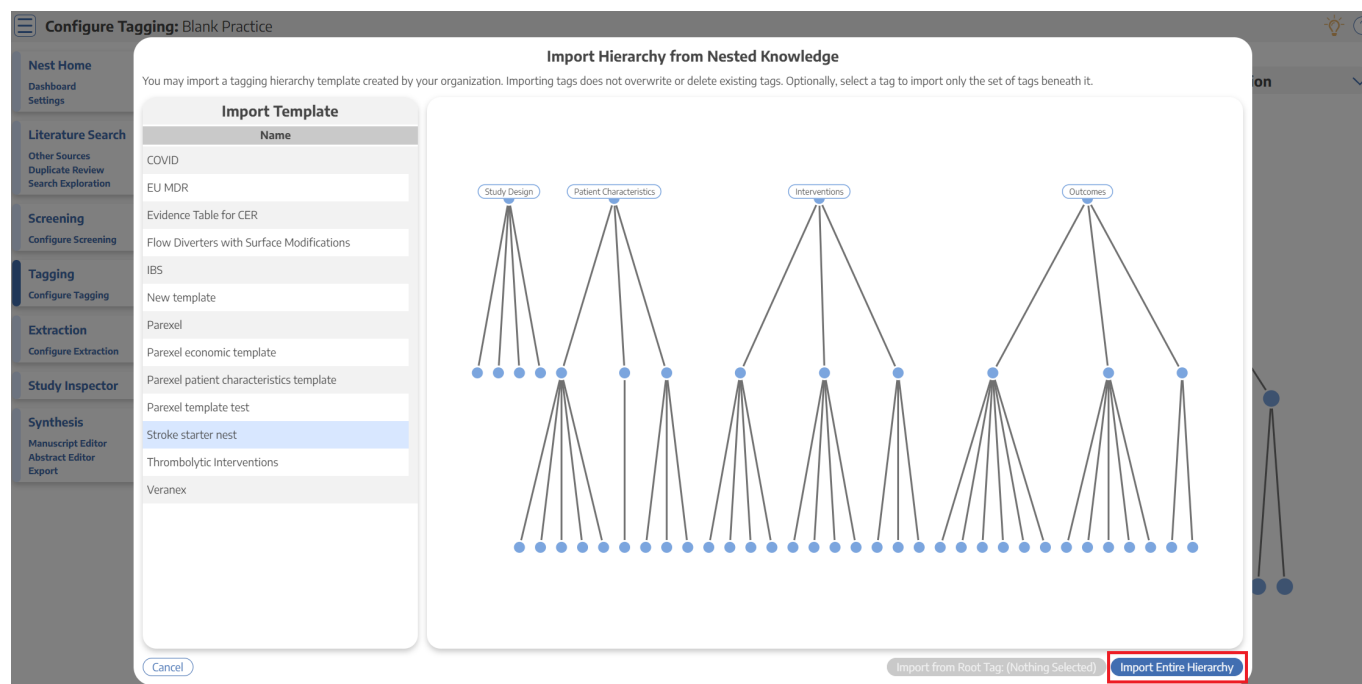 Configure Tagging: Blank Practice
Nest Home
Dashboard
Settings
Literature Search
Other Sources
Duplicate Review
Search Exploration
Screening
Configure Screening
Tagging
Configure Tagging
Extraction
Configure Extraction
Study Inspector
Synthesis
Manuscript Editor
Abstract Editor
Export
Import Hierarchy from Nested Knowledge
You may import a tagging hierarchy template created by your organization. Importing tags does not overwrite or delete existing tags. Optionally, select a tag to import only the set of tags beneath it.
ion
Import Template
Name
COVID
EU MDR
Evidence Table for CER
Flow Diverters with Surface Modifications
IBS
New template
Parexel
Parexel economic template
Parexel patient characteristics template
Parexel template test
Stroke starter nest
Thrombolytic Interventions
Veranex
Study Design
Patient Characteristics
Interventions
Outcomes
Cancel
Import from Root Tag: (Nothing Selected)
Import Entire Hierarchy